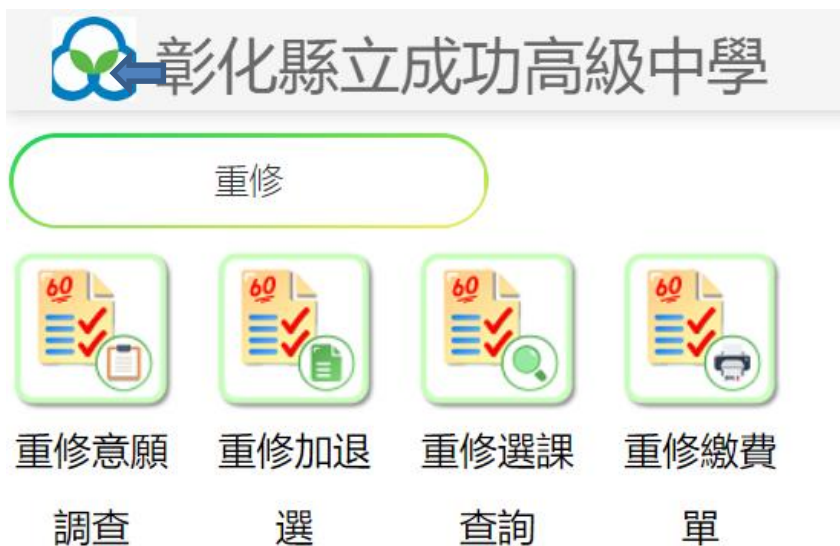 彰化縣立成功高級中學
重修
60 60 60 60
重修意願 重修加退 重修選課 重修繳費
調查 選 查詢 單